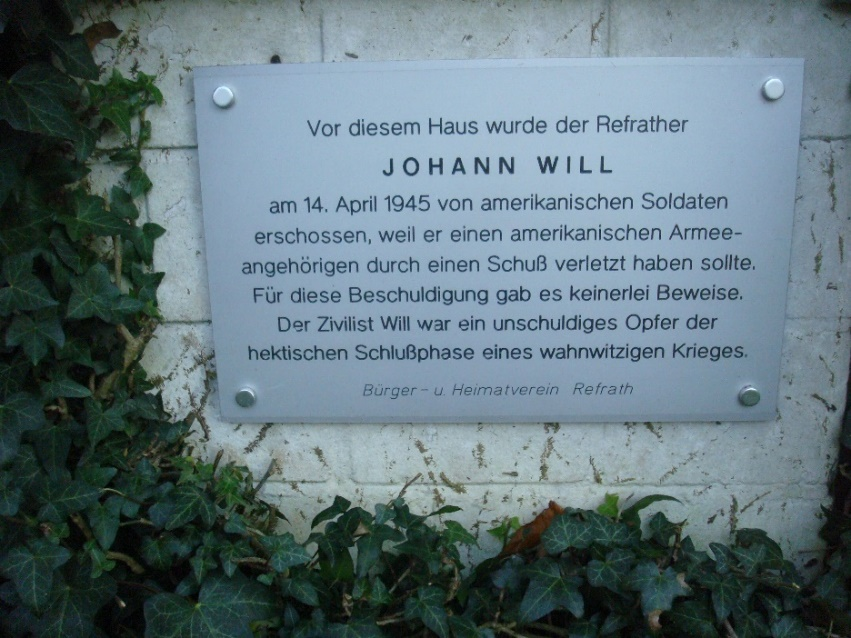 Vor diesem Haus wurde der Refrather
JOHANN WILL
am 14. April 1945 von amerikanischen Soldaten
erschossen, weil er einen amerikanischen Armee-
angehörigen durch einen Schuß verletzt haben sollte.
Für diese Beschuldigung gab es keinerlei Beweise.
Der Zivilist Will war ein unschuldiges Opfer der
hektischen Schlußphase eines wahnwitzigen Krieges.
Bürger- u. Heimatverein Refrath